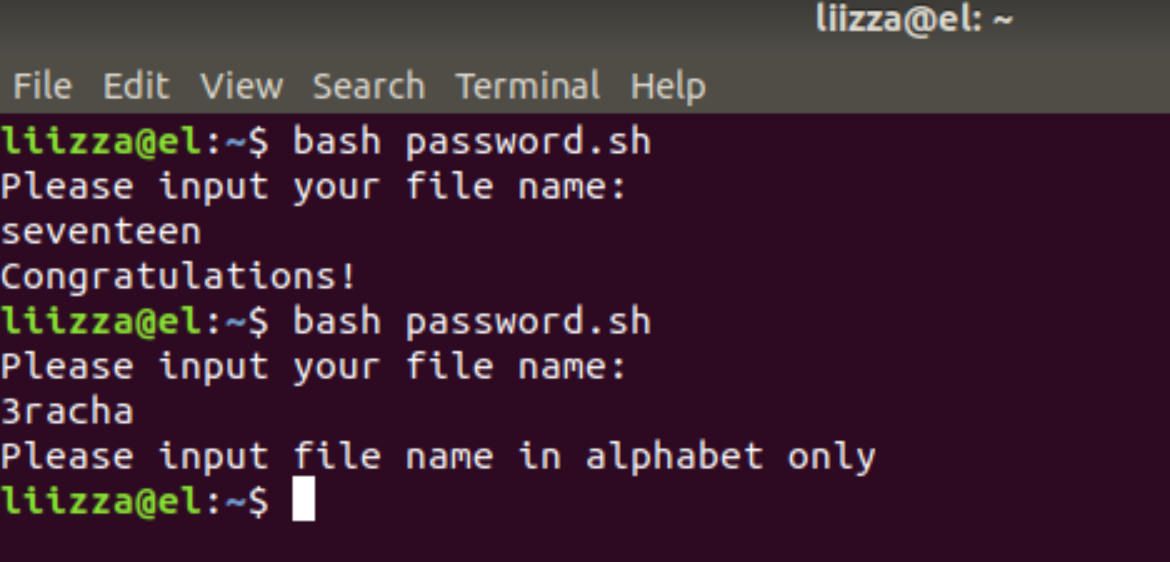 liizza@el: ~
File Edit View Search Terminal Help
liizza@el:~$ bash password.sh
Please input your file name:
seventeen
Congratulations!
liizza@el:~$ bash password.sh
Please input your file name:
3racha
Please input file name in alphabet only
liizza@el:~$